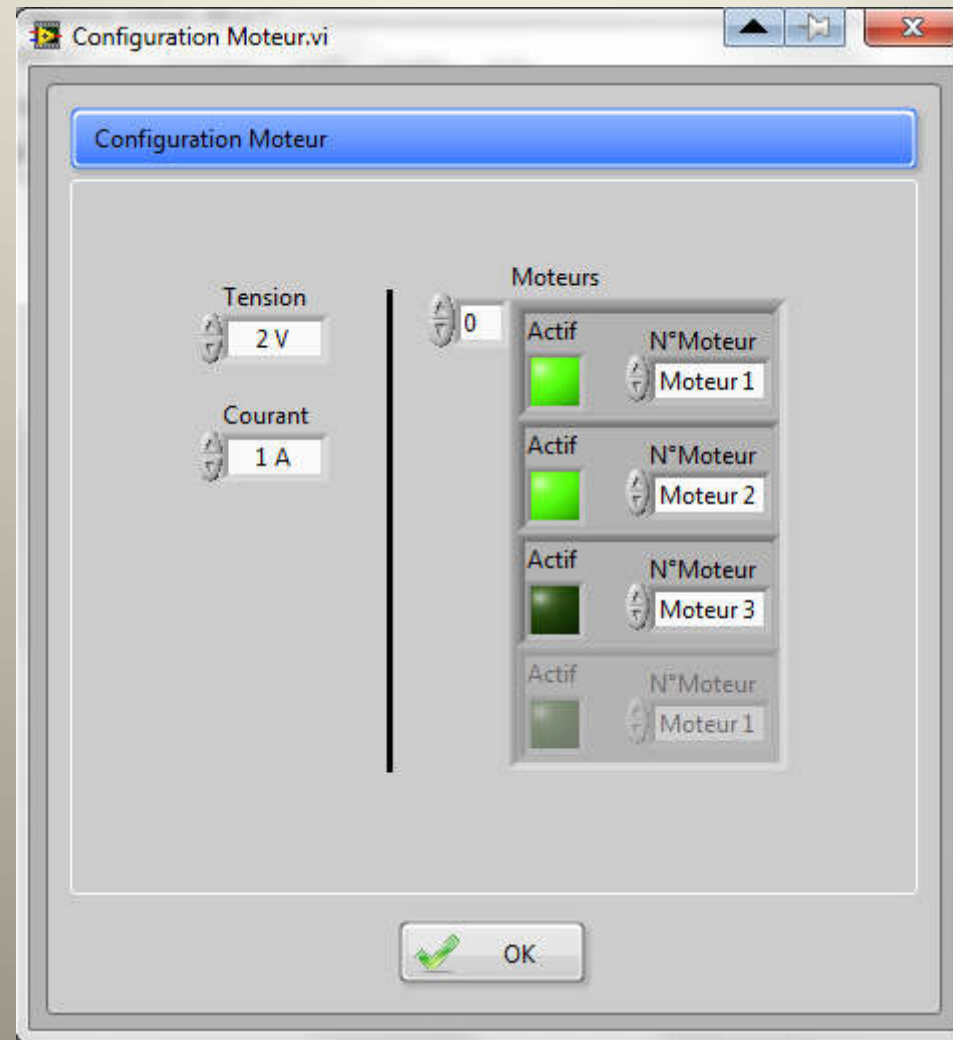 Configuration Moteur.vi
Configuration Moteur
Tension
2 V
Courant
1 A
Moteurs
0
Actif
N°Moteur
Moteur 1
Actif
N°Moteur
Moteur 2
Actif
N°Moteur
Moteur 3
Actif
N°Moteur
Moteur 1
OK